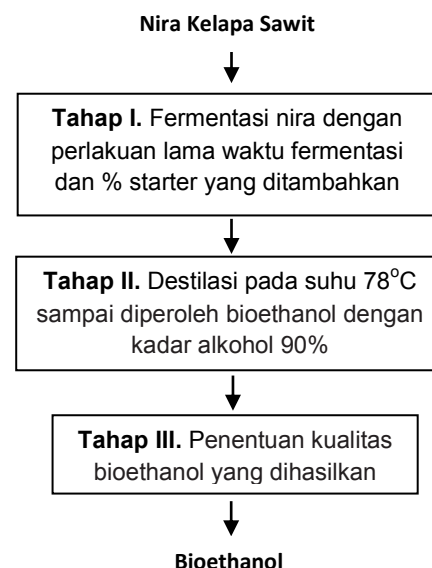 Nira Kelapa Sawit
Tahap I. Fermentasi nira dengan
perlakuan lama waktu fermentasi
dan % starter yang ditambahkan
Tahap II. Destilasi pada suhu 78°C
sampai diperoleh bioethanol dengan
kadar alkohol 90%
Tahap III. Penentuan kualitas
bioethanol yang dihasilkan
Bioethanol